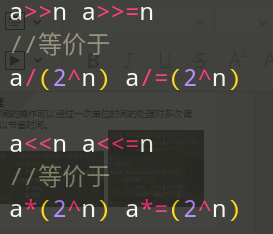 a>>n a>>=n
//等价于
a/(2^n) a/=(2^n)
a<<n a<<=n
//等价于
a*(2^n) a*=(2^n)